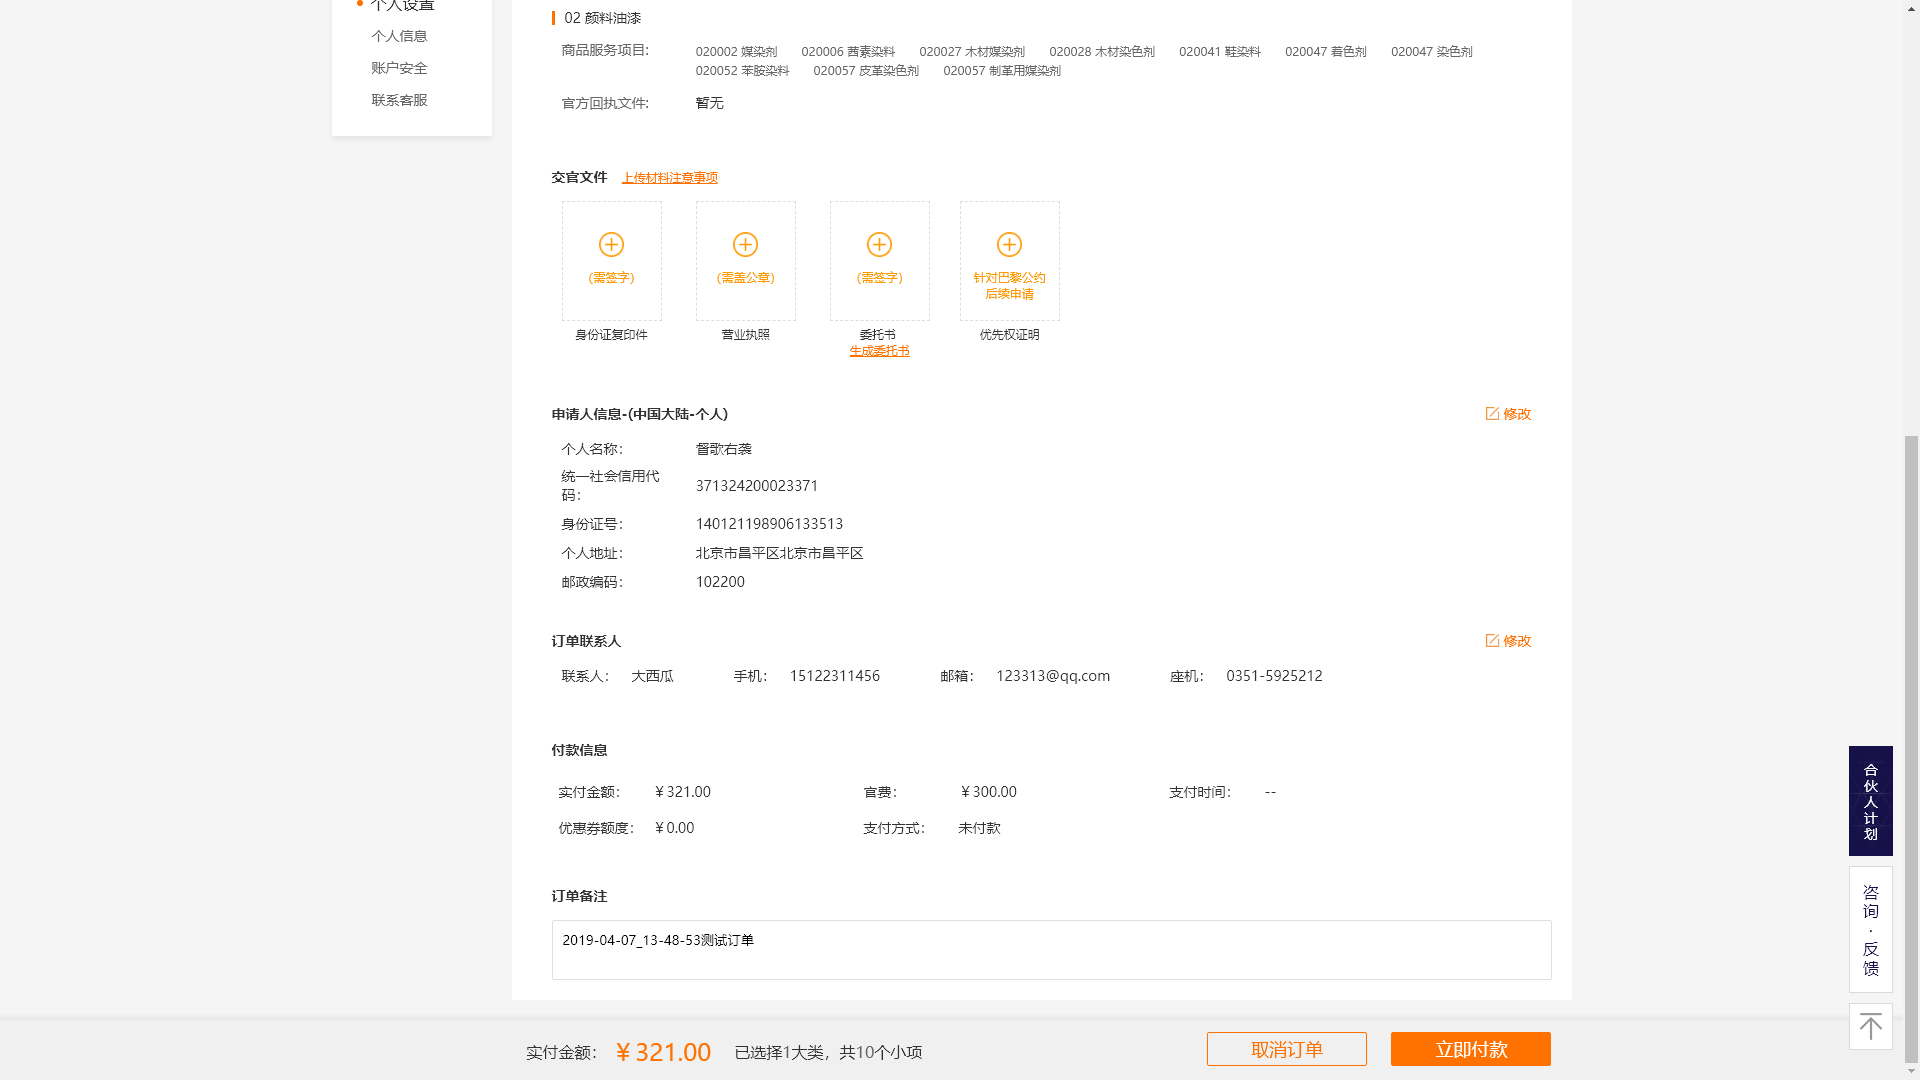 个人设置
个人信息
账户安全
联系客服
02 颜料油漆
商品服务项目:
020002 媒染剂 020006 茜素染料 020027 木材媒染剂 020028 木材染色剂 020041 鞋染料 020047 着色剂 020047 染色剂
020052 苯胺染料 020057 皮革染色剂 020057 制革用媒染剂
官方回执文件: 暂无
交官文件 上传材料注意事项
(需签字) (需盖公章) (需签字) 针对巴黎公约
后续申请
身份证复印件 营业执照 委托书 优先权证明
生成委托书
申请人信息-(中国大陆-个人) 修改
个人名称: 督歌右袭
统一社会信用代
码: 371324200023371
身份证号: 140121198906133513
个人地址: 北京市昌平区北京市昌平区
邮政编码: 102200
订单联系人 修改
联系人: 大西瓜 手机: 15122311456 邮箱: 123313@qq.com 座机: 0351-5925212
付款信息
实付金额: ¥321.00 官费: ¥300.00 支付时间: --
优惠券额度: ¥0.00 支付方式: 未付款
订单备注
2019-04-07_13-48-53测试订单
实付金额: ¥321.00 已选择1大类，共10个小项 取消订单 立即付款
合
伙
人
计
划
咨
询
·
反
馈